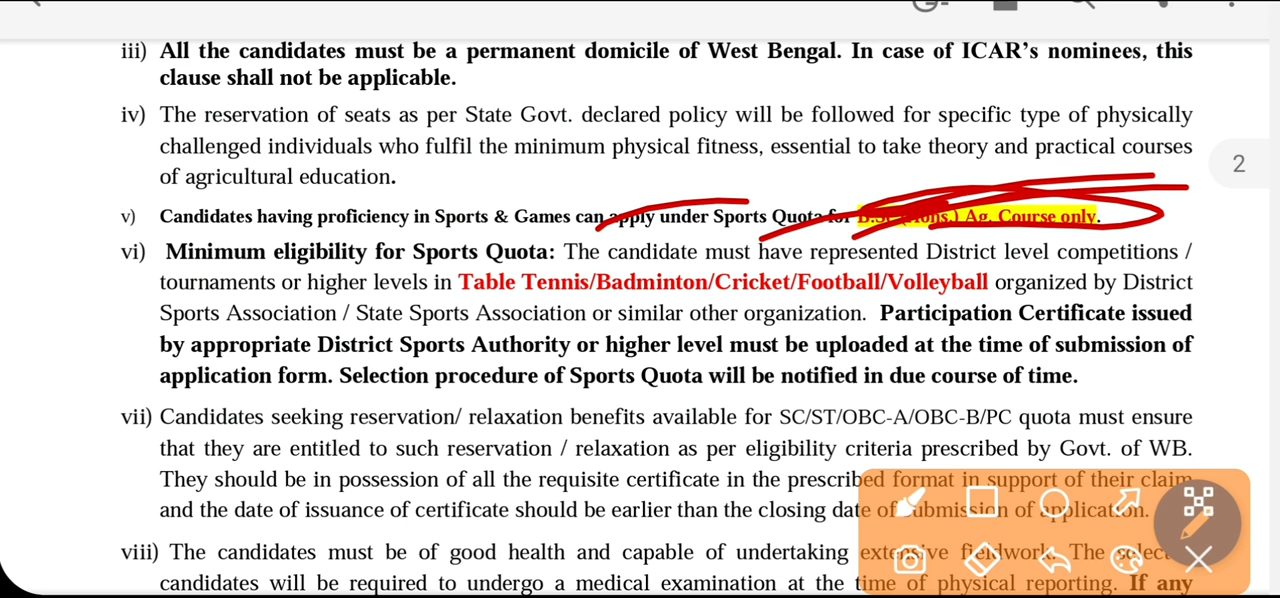 iii) All the candidates must be a permanent domicile of West Bengal. In case of ICAR’s nominees, this
clause shall not be applicable.
iv) The reservation of seats as per State Govt. declared policy will be followed for specific type of physically
challenged individuals who fulfil the minimum physical fitness, essential to take theory and practical courses
of agricultural education.
2
v) Candidates having proficiency in Sports & Games can apply under Sports Quota for B.Sc. (Hons.) Ag. Course only.
vi) Minimum eligibility for Sports Quota: The candidate must have represented District level competitions /
tournaments or higher levels in Table Tennis/Badminton/Cricket/Football/Volleyball organized by District
Sports Association / State Sports Association or similar other organization. Participation Certificate issued
by appropriate District Sports Authority or higher level must be uploaded at the time of submission of
application form. Selection procedure of Sports Quota will be notified in due course of time.
vii) Candidates seeking reservation/ relaxation benefits available for SC/ST/OBC-A/OBC-B/PC quota must ensure
that they are entitled to such reservation / relaxation as per eligibility criteria prescribed by Govt. of WB.
They should be in possession of all the requisite certificate in the prescribed format in support of their claim
and the date of issuance of certificate should be earlier than the closing date of submission of application.
viii) The candidates must be of good health and capable of undertaking extensive fieldwork. The
candidates will be required to undergo a medical examination at the time of physical reporting. If any